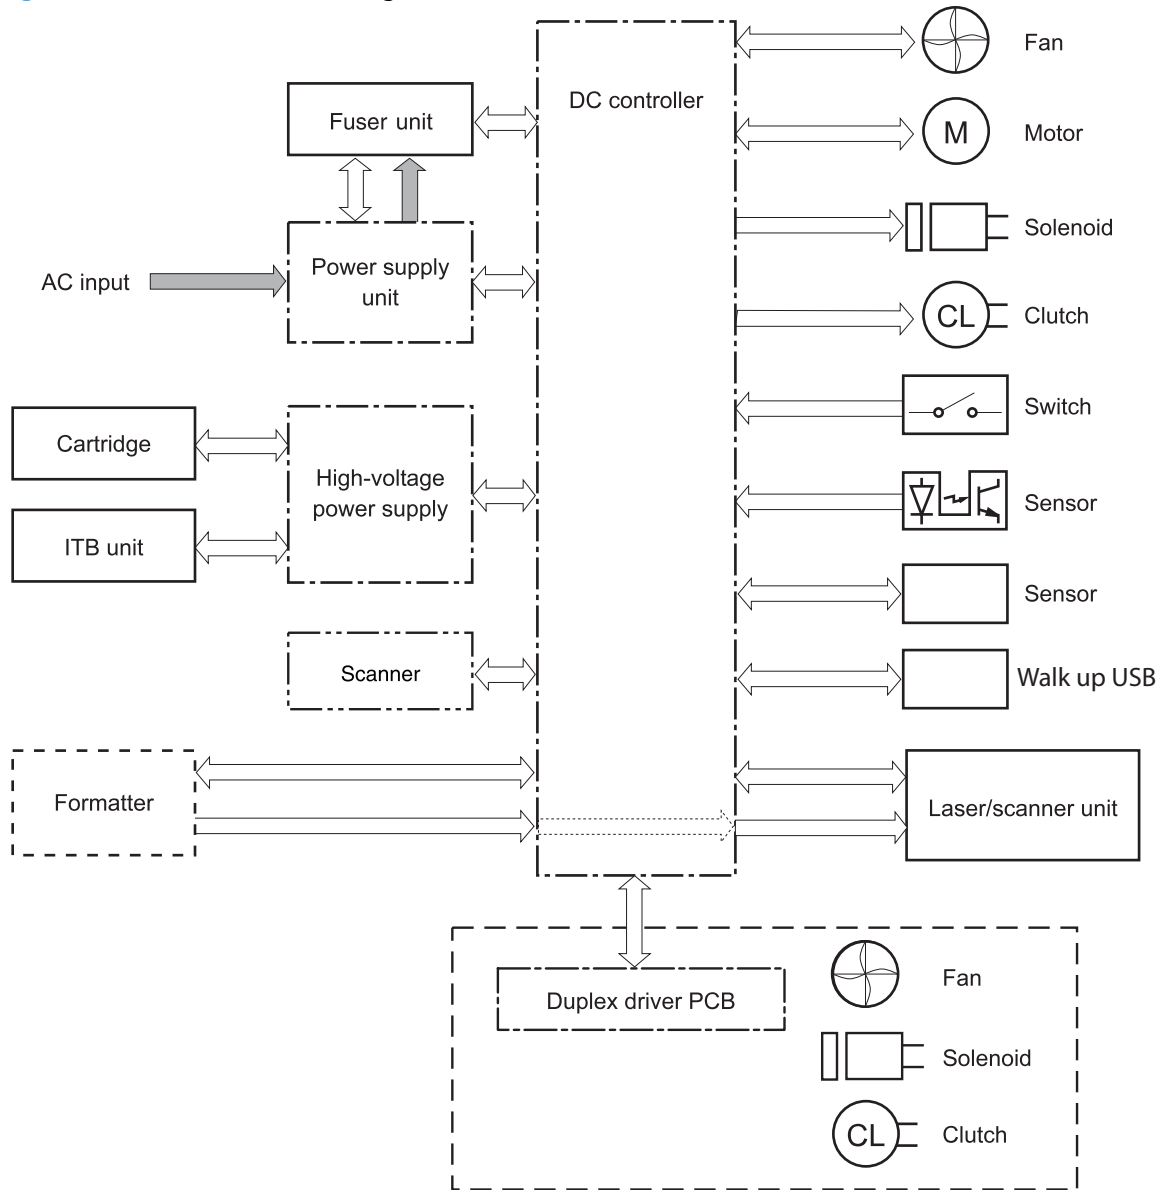 DC controller
Fan
Fuser unit
Motor
M
Solenoid
Power supply
unit
AC input
Clutch
CL
Switch
Cartridge
High-voltage
power supply
Sensor
ITB unit
Sensor
Scanner
Walk up USB
Formatter
Laser/scanner unit
Duplex driver PCB
Fan
Solenoid
CL
Clutch